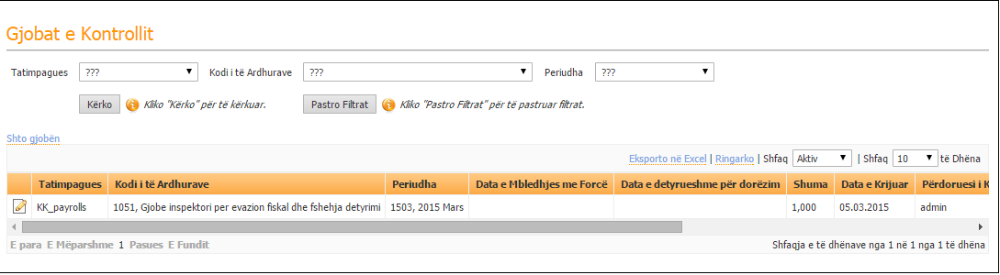 Gjobat e Kontrollit
Tatimpagues ??? Kodi i të Ardhurave ??? Periudha ???
Kërko Kliko "Kërko" për të kërkuar. Pastro Filtrat Kliko "Pastro Filtrat" për të pastruar filtrat.
Shto gjobën
Eksporto në Excel | Ringarko | Shfaq Aktiv | Shfaq 10 të Dhëna
Tatimpagues Kodi i të Ardhurave Periudha Data e Mbledhjes me Forcë Data e detyrueshme për dorëzim Shuma Data e Krijuar Përdoruesi i K
KK_payrolls 1051, Gjobe inspektori per evazion fiskal dhe fshehja detyrimi 1503, 2015 Mars 1,000 05.03.2015 admin
E para E Mëparshme 1 Pasues E Fundit Shfaqja e të dhënave nga 1 në 1 nga 1 të dhëna